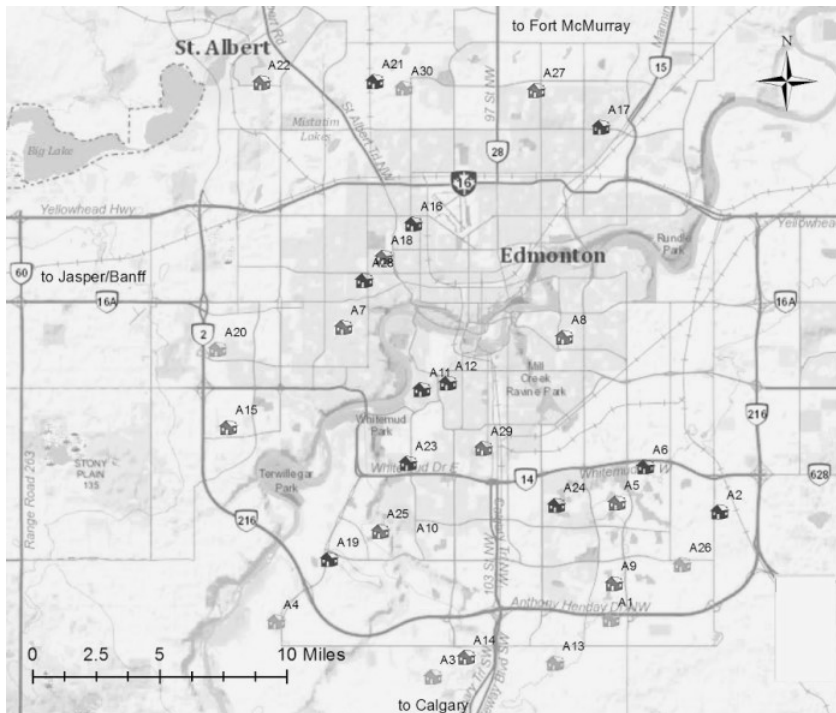 to Fort McMurray
N
St. Albert
A22
A21
A30
A27
15
A17
St Albert Trl NW
97 St NW
Mistatim
Lakes
Big Lake
28
16
Yellowhead Hwy
Yellowhead
A16
A18
Rundle
Park
Edmonton
60
to Jasper/Banff
16A
16A
A7
A8
2
A20
A11
A12
Mill
Creek
Ravine Park
A15
216
Whitemud
Park
A29
A23
A6
STONY
PLAIN
135
Terwillegar
Park
Whitemud Dr E
14
628
Range Road 263
A24
A5
A2
216
A25
A10
A19
103 St NW
A26
A9
A4
Anthony Henday Dr NW
A1
A14
A3
A13
0
2.5
5
10 Miles
to Calgary